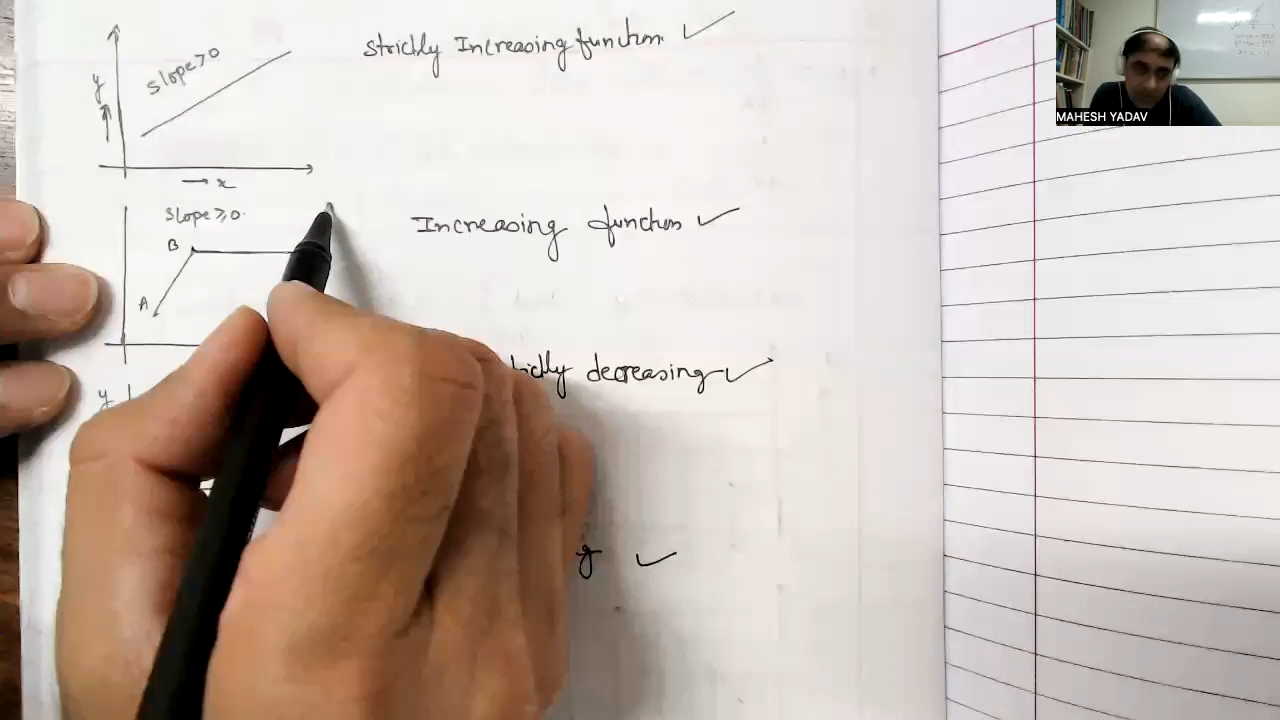 y
slope>0
strictly Increasing function ✓
→ x
slope≥0.
B
Increasing function ✓
A
decreasing ✓
y
✓
MAHESH YADAV